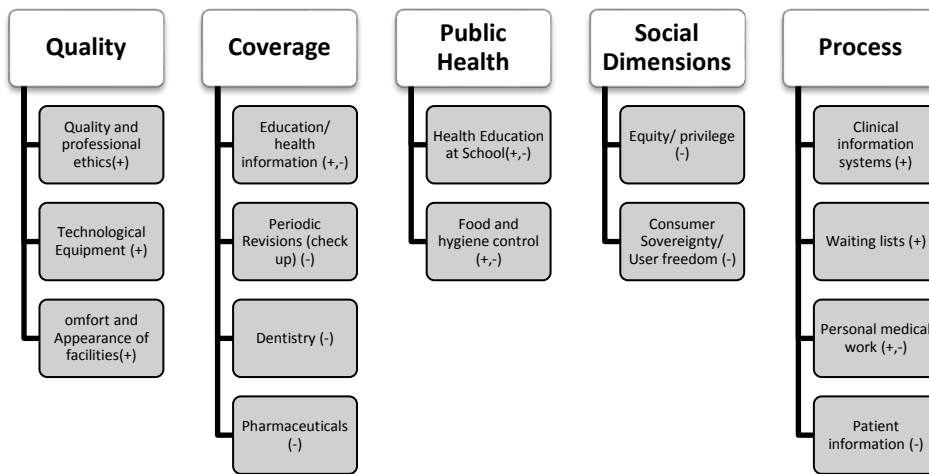 Quality
Quality and
professional
ethics(+)
Technological
Equipment (+)
omfort and
Appearance of
facilities(+)
Coverage
Education/
health
information (+,-)
Periodic
Revisions (check
up) (-)
Dentistry (-)
Pharmaceuticals
(-)
Public
Health
Health Education
at School(+,-)
Food and
hygiene control
(+,-)
Social
Dimensions
Equity/ privilege
(-)
Consumer
Sovereignty/
User freedom (-)
Process
Clinical
information
systems (+)
Waiting lists (+)
Personal medical
work (+,-)
Patient
information (-)